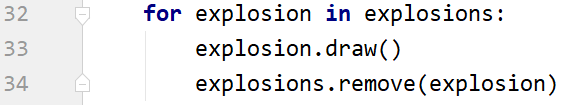 32 for explosion in explosions:
33 explosion.draw()
34 explosions.remove(explosion)